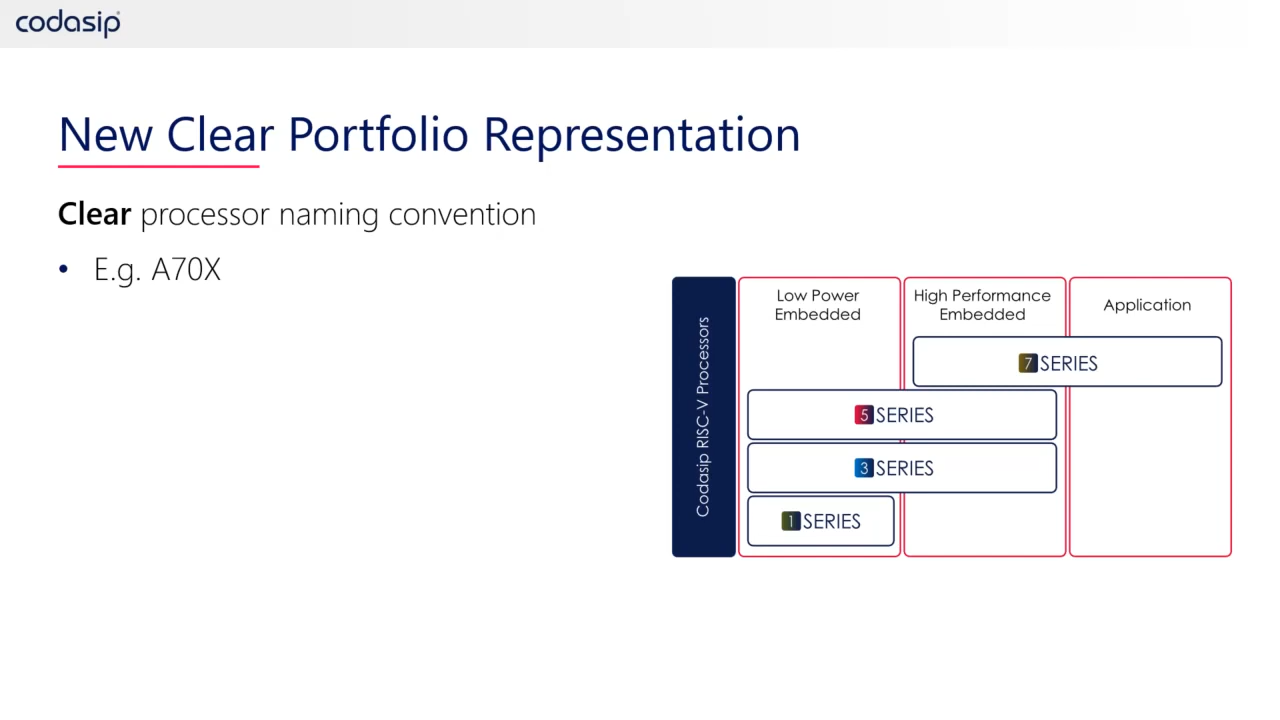 codasip
New Clear Portfolio Representation
Clear processor naming convention
• E.g. A70X
Codasip RISC-V Processors
Low Power
Embedded
High Performance
Embedded
Application
7 SERIES
5 SERIES
3 SERIES
1 SERIES